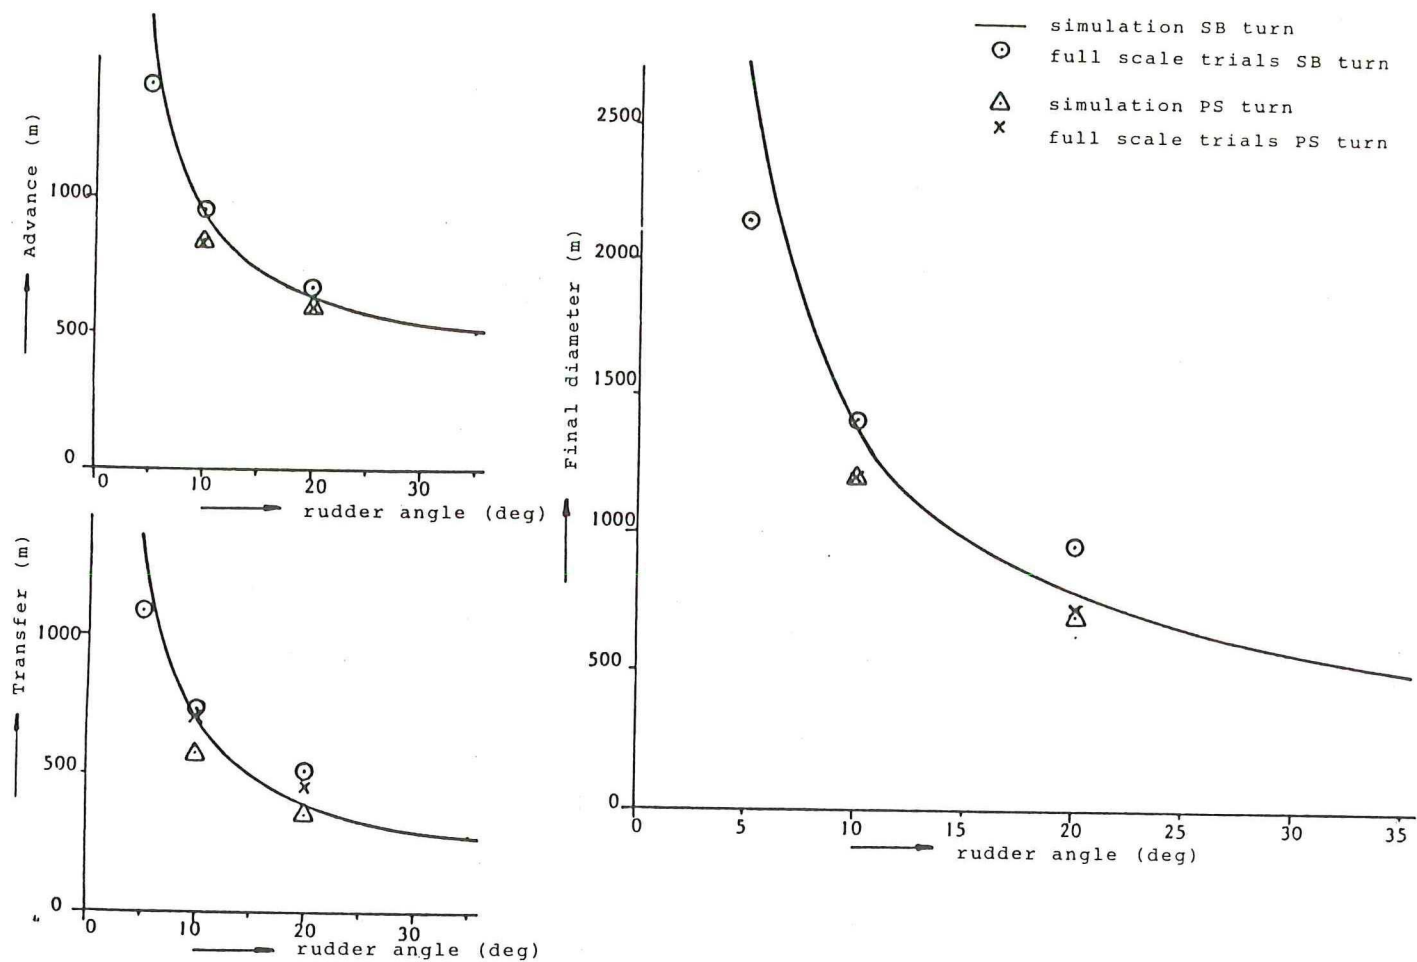 simulation SB turn
full scale trials SB turn
simulation PS turn
full scale trials PS turn
Advance (m)
1000
500
0
0 10 20 30
rudder angle (deg)
Transfer (m)
1000
500
0
0 10 20 30
rudder angle (deg)
Final diameter (m)
2500
2000
1500
1000
500
0
0 5 10 15 20 25 30 35
rudder angle (deg)